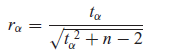 r_α = t_α / √(t_α² + n − 2)